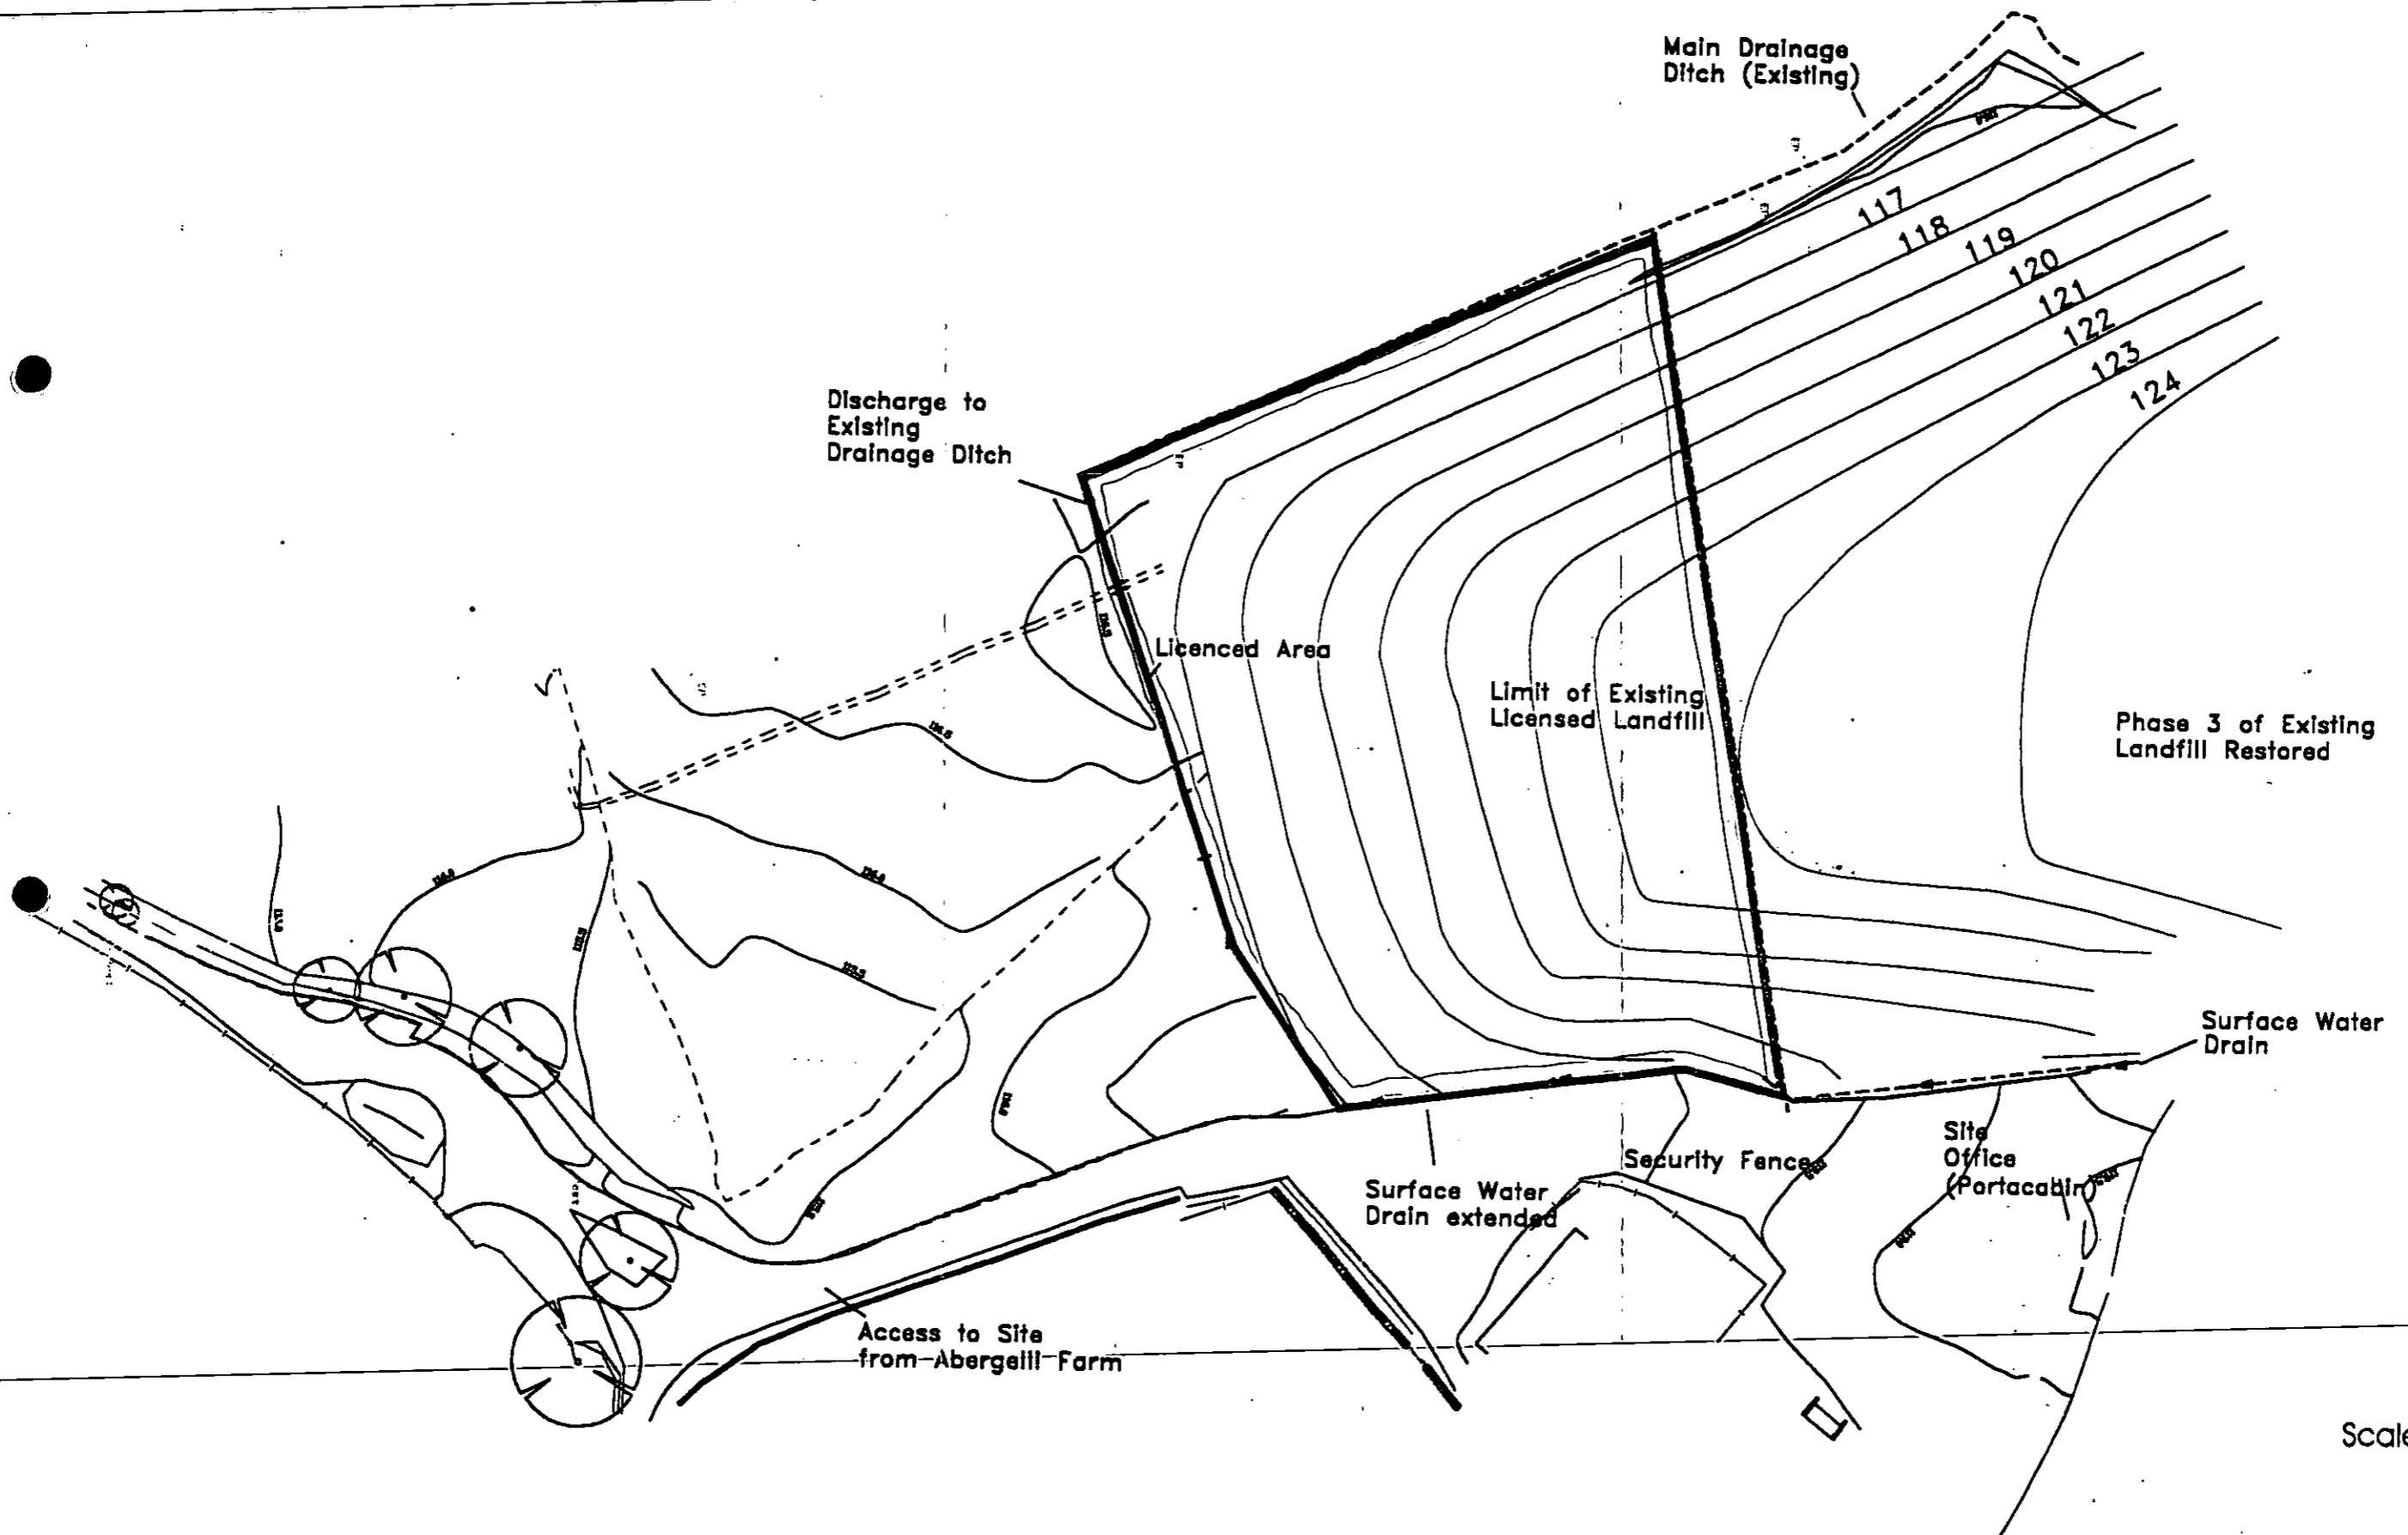 Main Drainage
Ditch (Existing)
117
118
119
120
121
122
123
124
Discharge to
Existing
Drainage Ditch
Licenced Area
Limit of Existing
Licensed Landfill
Phase 3 of Existing
Landfill Restored
Surface Water
Drain
Site
Office
(Portacabin
Security Fence
Surface Water
Drain extended
Access to Site
from Abergelli Farm
Scale